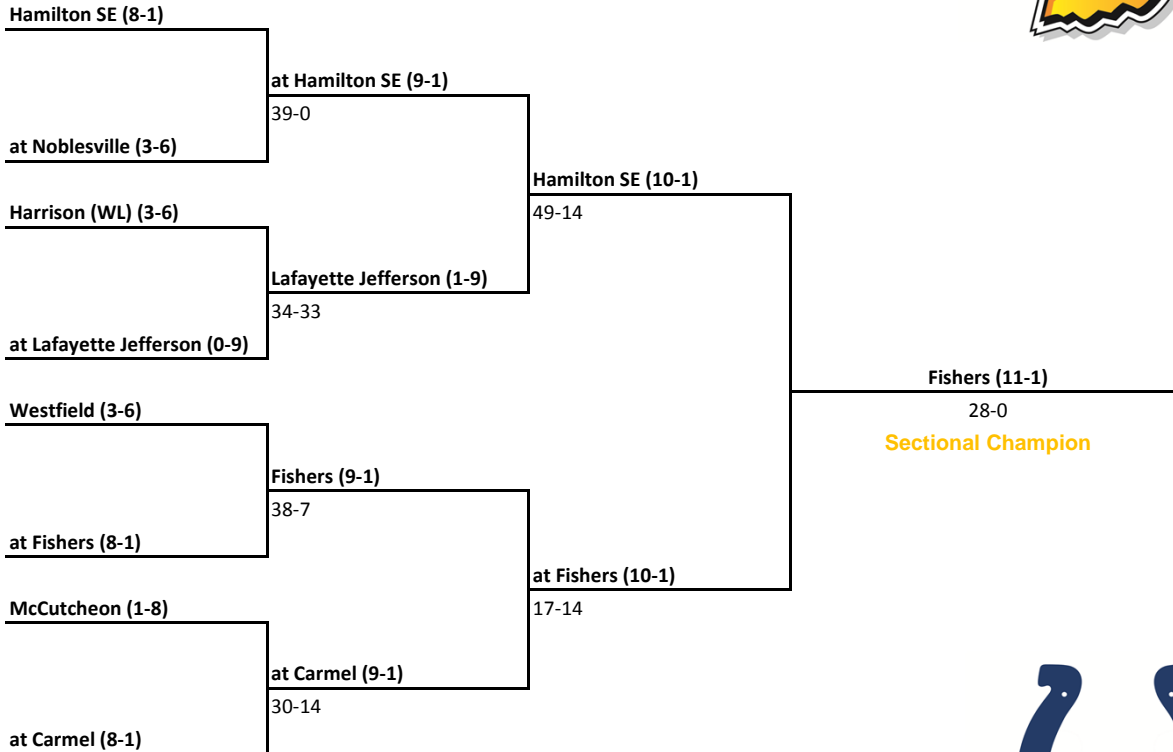 Hamilton SE (8-1)
at Hamilton SE (9-1)
39-0
at Noblesville (3-6)
Hamilton SE (10-1)
49-14
Harrison (WL) (3-6)
Lafayette Jefferson (1-9)
34-33
at Lafayette Jefferson (0-9)
Fishers (11-1)
28-0
Sectional Champion
Westfield (3-6)
Fishers (9-1)
38-7
at Fishers (8-1)
at Fishers (10-1)
17-14
McCutcheon (1-8)
at Carmel (9-1)
30-14
at Carmel (8-1)